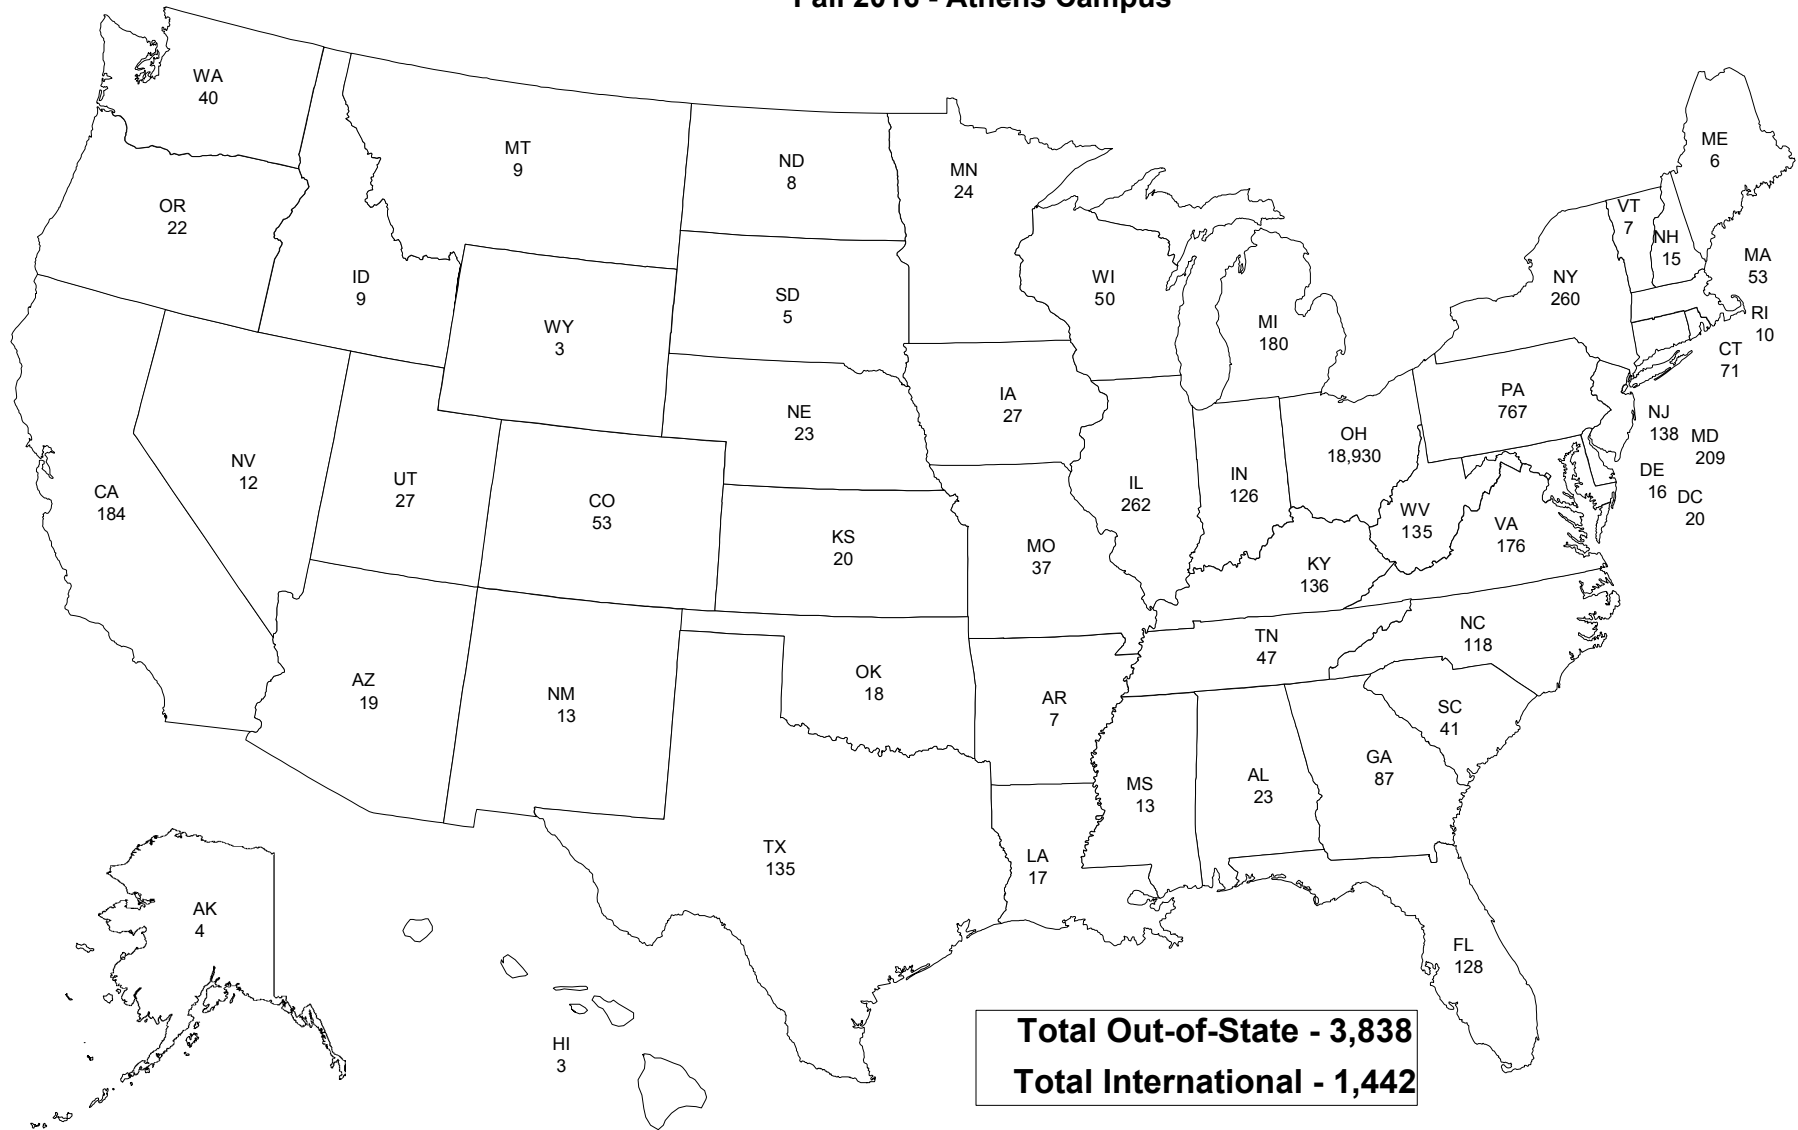 Fall 2016 - Athens Campus
WA
40
MT
9
ND
8
MN
24
ME
6
OR
22
ID
9
WY
3
SD
5
WI
50
MI
180
NY
260
VT
7
NH
15
MA
53
RI
10
CT
71
CA
184
NV
12
UT
27
CO
53
NE
23
KS
20
IA
27
MO
37
IL
262
IN
126
OH
18,930
PA
767
NJ
138
MD
209
DE
16
DC
20
WV
135
VA
176
KY
136
TN
47
NC
118
SC
41
AZ
19
NM
13
OK
18
AR
7
TX
135
LA
17
MS
13
AL
23
GA
87
FL
128
AK
4
HI
3
Total Out-of-State - 3,838
Total International - 1,442